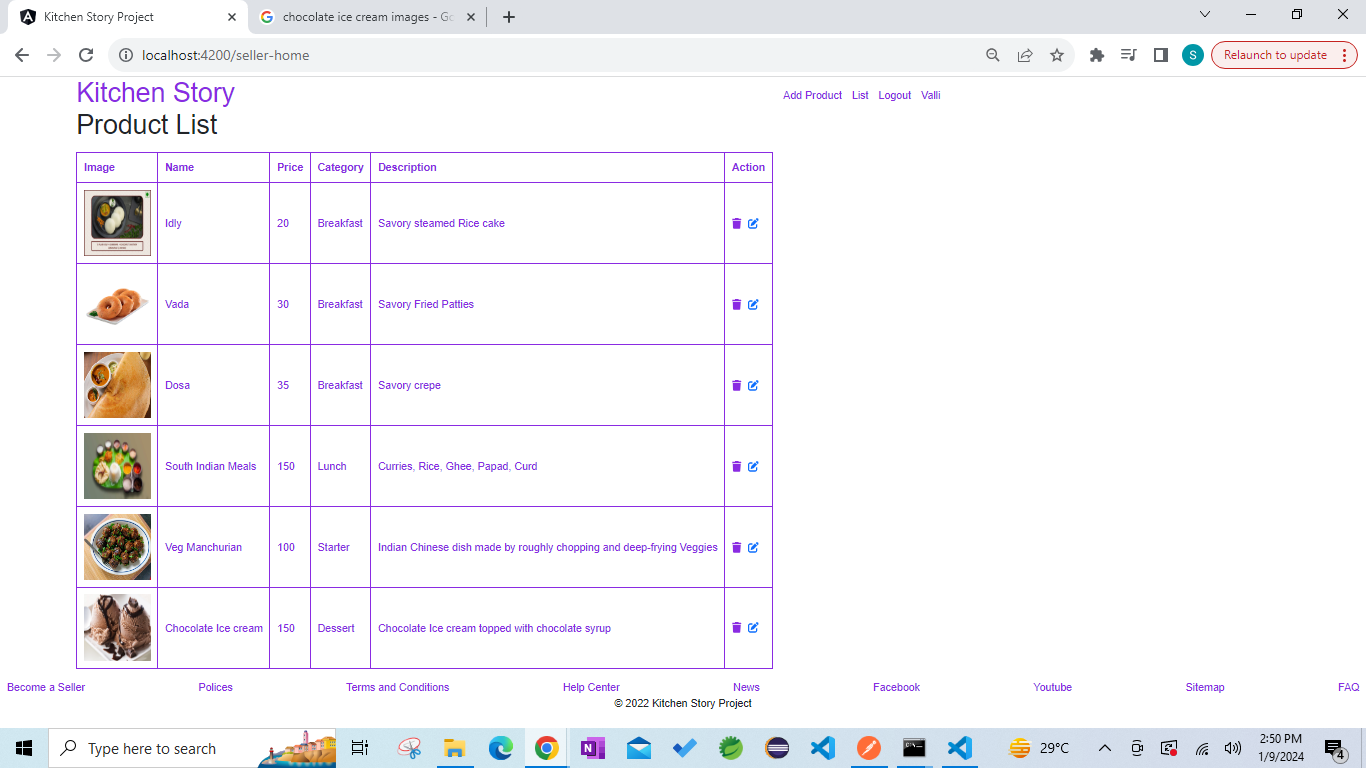 Kitchen Story Project
chocolate ice cream images - Go
localhost:4200/seller-home
S
Relaunch to update
Kitchen Story
Add Product List Logout Valli
Product List
Image Name Price Category Description Action
Idly 20 Breakfast Savory steamed Rice cake
Vada 30 Breakfast Savory Fried Patties
Dosa 35 Breakfast Savory crepe
South Indian Meals 150 Lunch Curries, Rice, Ghee, Papad, Curd
Veg Manchurian 100 Starter Indian Chinese dish made by roughly chopping and deep-frying Veggies
Chocolate Ice cream 150 Dessert Chocolate Ice cream topped with chocolate syrup
Become a Seller Polices Terms and Conditions Help Center News Facebook Youtube Sitemap FAQ
© 2022 Kitchen Story Project
Type here to search
29°C
2:50 PM
1/9/2024
4